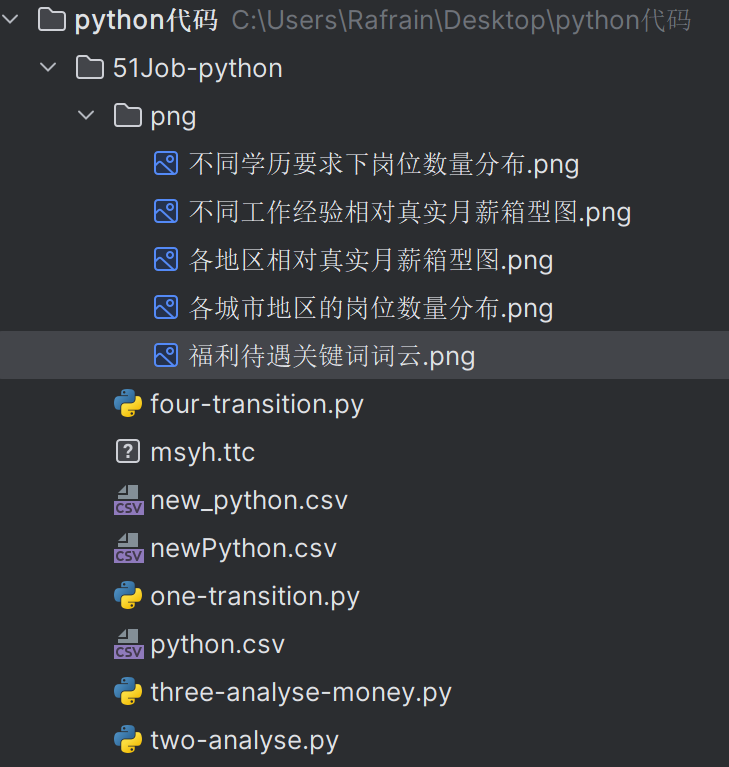 python代码 C:\Users\Rafrain\Desktop\python代码
51Job-python
png
不同学历要求下岗位数量分布.png
不同工作经验相对真实月薪箱型图.png
各地区相对真实月薪箱型图.png
各城市地区的岗位数量分布.png
福利待遇关键词词云.png
four-transition.py
? msyh.ttc
CSV new_python.csv
CSV newPython.csv
one-transition.py
CSV python.csv
three-analyse-money.py
two-analyse.py